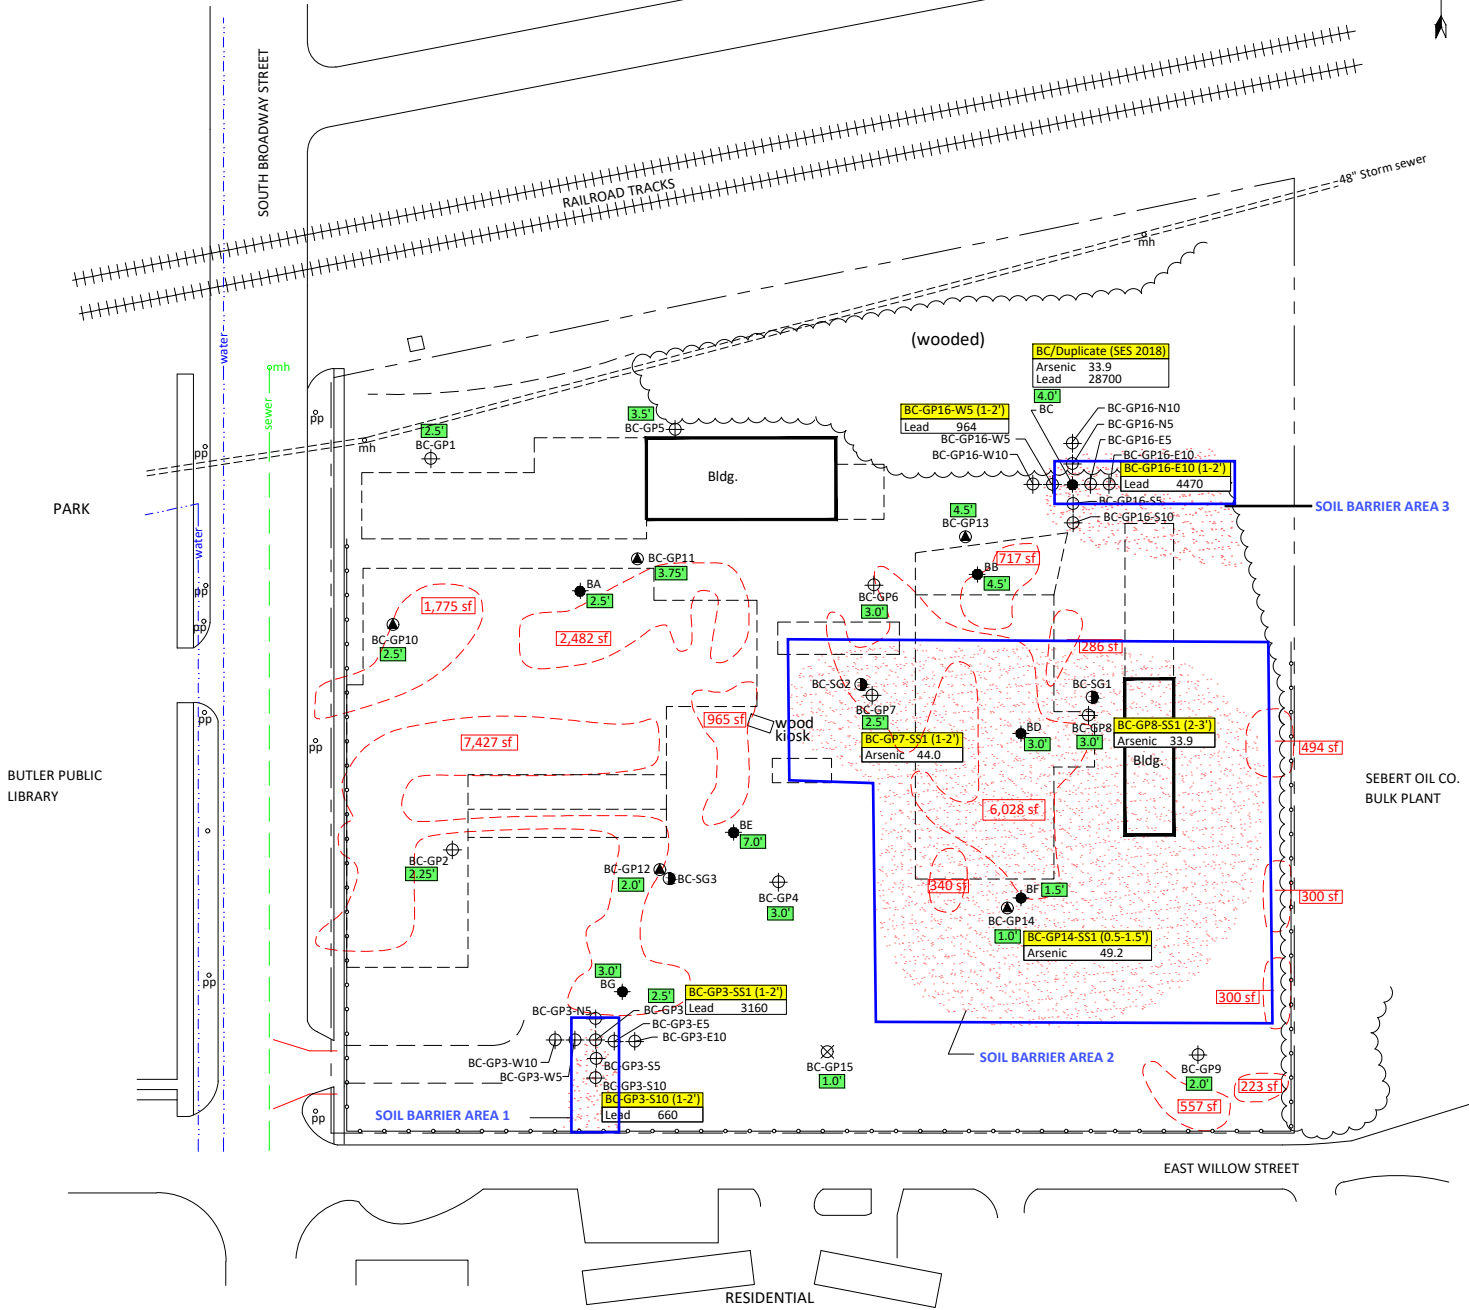 SOUTH BROADWAY STREET
RAILROAD TRACKS
48" Storm sewer
mh
water
mh
sewer
(wooded)
BC/Duplicate (SES 2018)
Arsenic 33.9
Lead 28700
4.0'
BC
BC-GP16-W5 (1-2')
Lead 964
BC-GP16-W5
BC-GP16-W10
BC-GP16-N10
BC-GP16-N5
BC-GP16-E5
BC-GP16-E10
BC-GP16-E10 (1-2')
Lead 4470
BC-GP16-S5
BC-GP16-S10
SOIL BARRIER AREA 3
pp
2.5'
BC-GP1
3.5'
BC-GP5
mh
pp
Bldg.
PARK
water
4.5'
BC-GP13
BC-GP11
3.75'
717 sf
BB
4.5'
BA
2.5'
BC-GP6
3.0'
pp
1,775 sf
2,482 sf
BC-GP10
2.5'
pp
286 sf
BC-SG2
BC-GP7
2.5'
BC-GP7-SS1 (1-2')
Arsenic 44.0
BC-SG1
BC-GP8
3.0'
BC-GP8-SS1 (2-3')
Arsenic 33.9
Bldg.
BD
3.0'
965 sf
wood
kiosk
pp
pp
7,427 sf
494 sf
BUTLER PUBLIC
LIBRARY
SEBERT OIL CO.
BULK PLANT
6,028 sf
BE
7.0'
BC-GP2
2.25'
BC-GP12
2.0'
BC-SG3
BC-GP4
3.0'
340 sf
BF
1.5'
300 sf
BC-GP14
1.0'
BC-GP14-SS1 (0.5-1.5')
Arsenic 49.2
pp
3.0'
BG
2.5'
BC-GP3-SS1 (1-2')
Lead 3160
300 sf
BC-GP3-N5
BC-GP3
BC-GP3-E5
BC-GP3-E10
BC-GP3-W10
BC-GP3-W5
BC-GP3-S5
BC-GP3-S10
BC-GP3-S10 (1-2')
Lead 660
SOIL BARRIER AREA 1
SOIL BARRIER AREA 2
BC-GP15
1.0'
BC-GP9
2.0'
223 sf
557 sf
pp
EAST WILLOW STREET
RESIDENTIAL